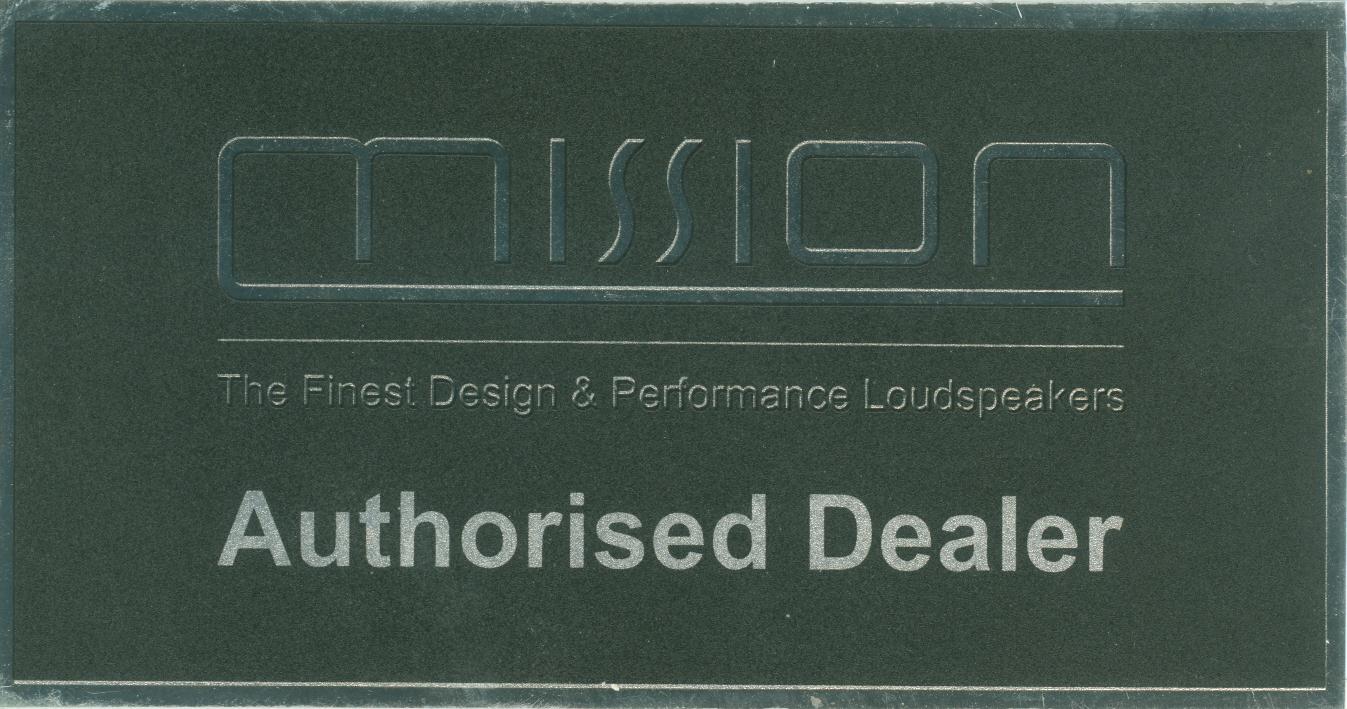 mission
The Finest Design & Performance Loudspeakers
Authorised Dealer